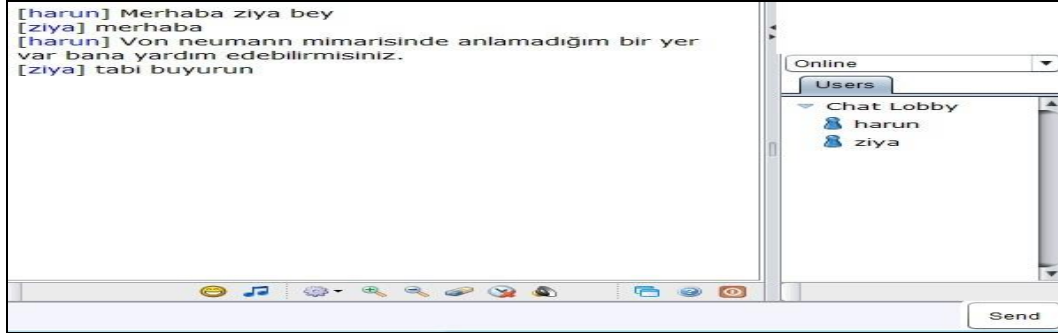 [harun] Merhaba ziya bey
[ziya] merhaba
[harun] Von neumann mimarisinde anlamadığım bir yer
var bana yardım edebilirmisiniz.
[ziya] tabi buyurun
Online
Users
Chat Lobby
harun
ziya
Send